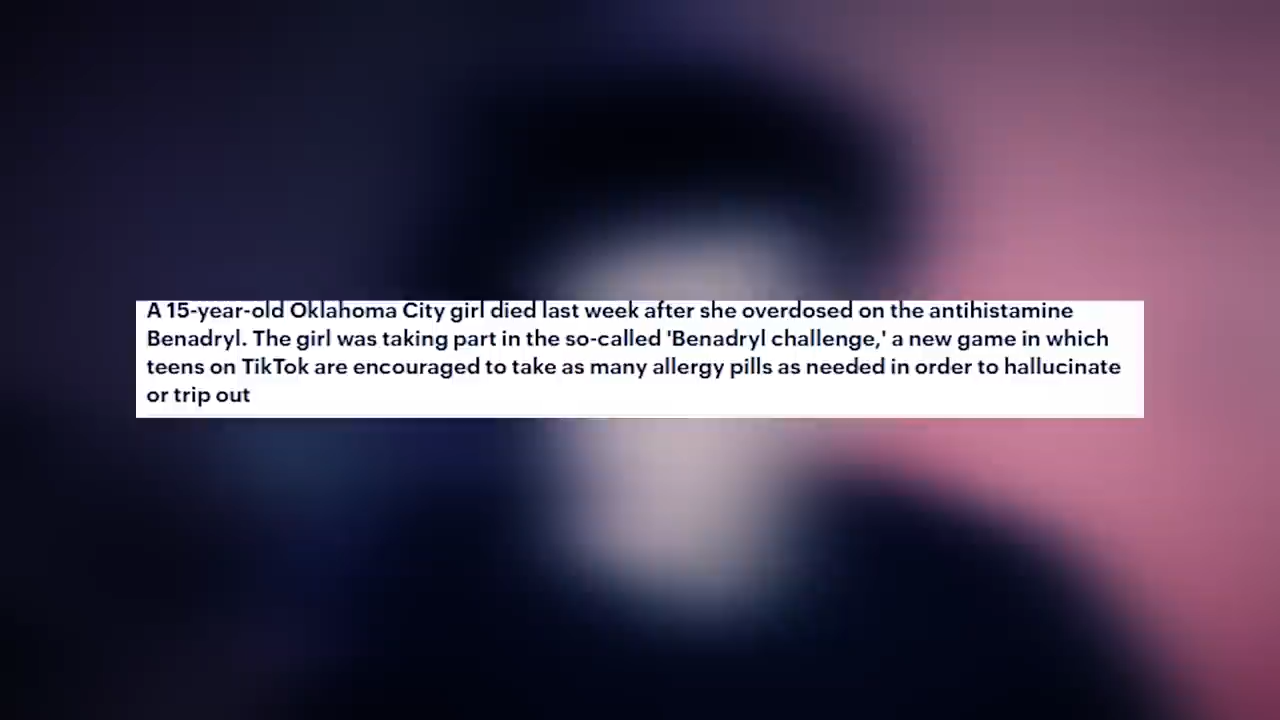 A 15-year-old Oklahoma City girl died last week after she overdosed on the antihistamine
Benadryl. The girl was taking part in the so-called 'Benadryl challenge,' a new game in which
teens on TikTok are encouraged to take as many allergy pills as needed in order to hallucinate
or trip out